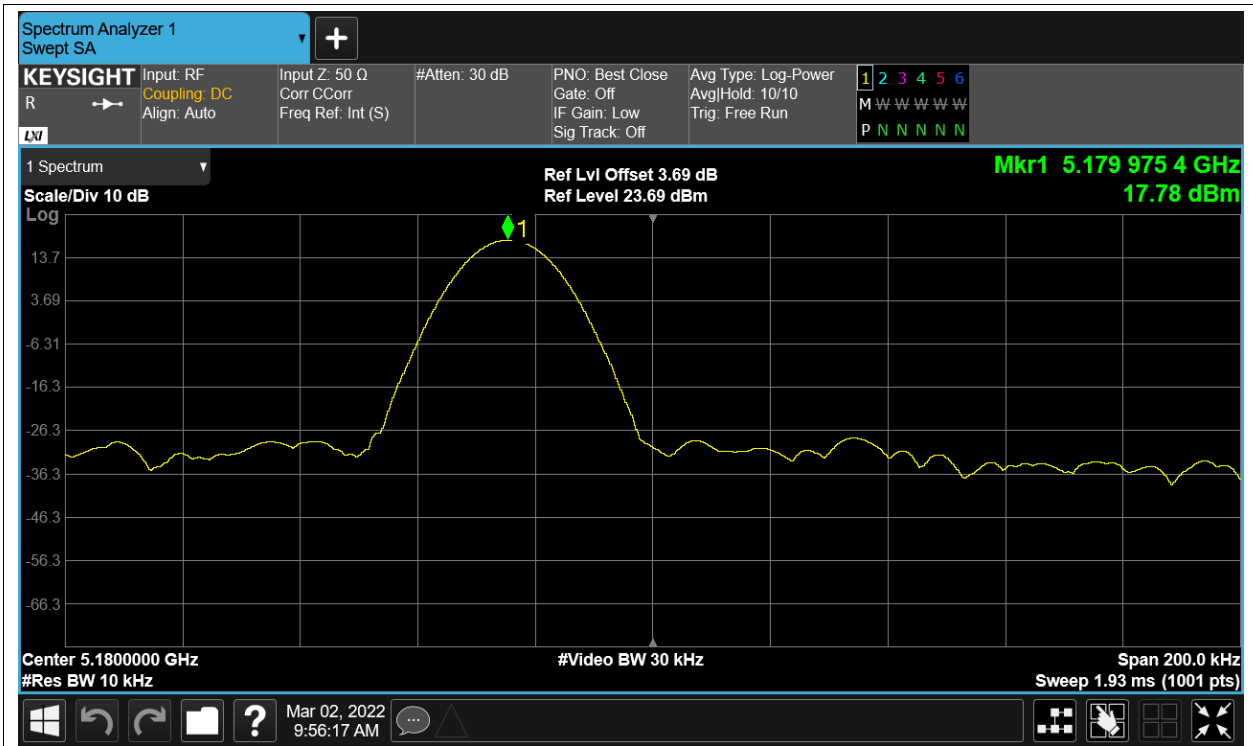 Spectrum Analyzer 1
Swept SA
KEYSIGHT
R
LXI
Input: RF
Coupling: DC
Align: Auto
Input Z: 50 Ω
Corr CCorr
Freq Ref: Int (S)
#Atten: 30 dB
PNO: Best Close
Gate: Off
IF Gain: Low
Sig Track: Off
Avg Type: Log-Power
Avg|Hold: 10/10
Trig: Free Run
1 2 3 4 5 6
M W W W W W W
P N N N N N N
1 Spectrum
Scale/Div 10 dB
Log
Ref Lvl Offset 3.69 dB
Ref Level 23.69 dBm
Mkr1 5.179 975 4 GHz
17.78 dBm
1
13.7
3.69
-6.31
-16.3
-26.3
-36.3
-46.3
-56.3
-66.3
Center 5.1800000 GHz
#Res BW 10 kHz
#Video BW 30 kHz
Span 200.0 kHz
Sweep 1.93 ms (1001 pts)
?
Mar 02, 2022
9:56:17 AM